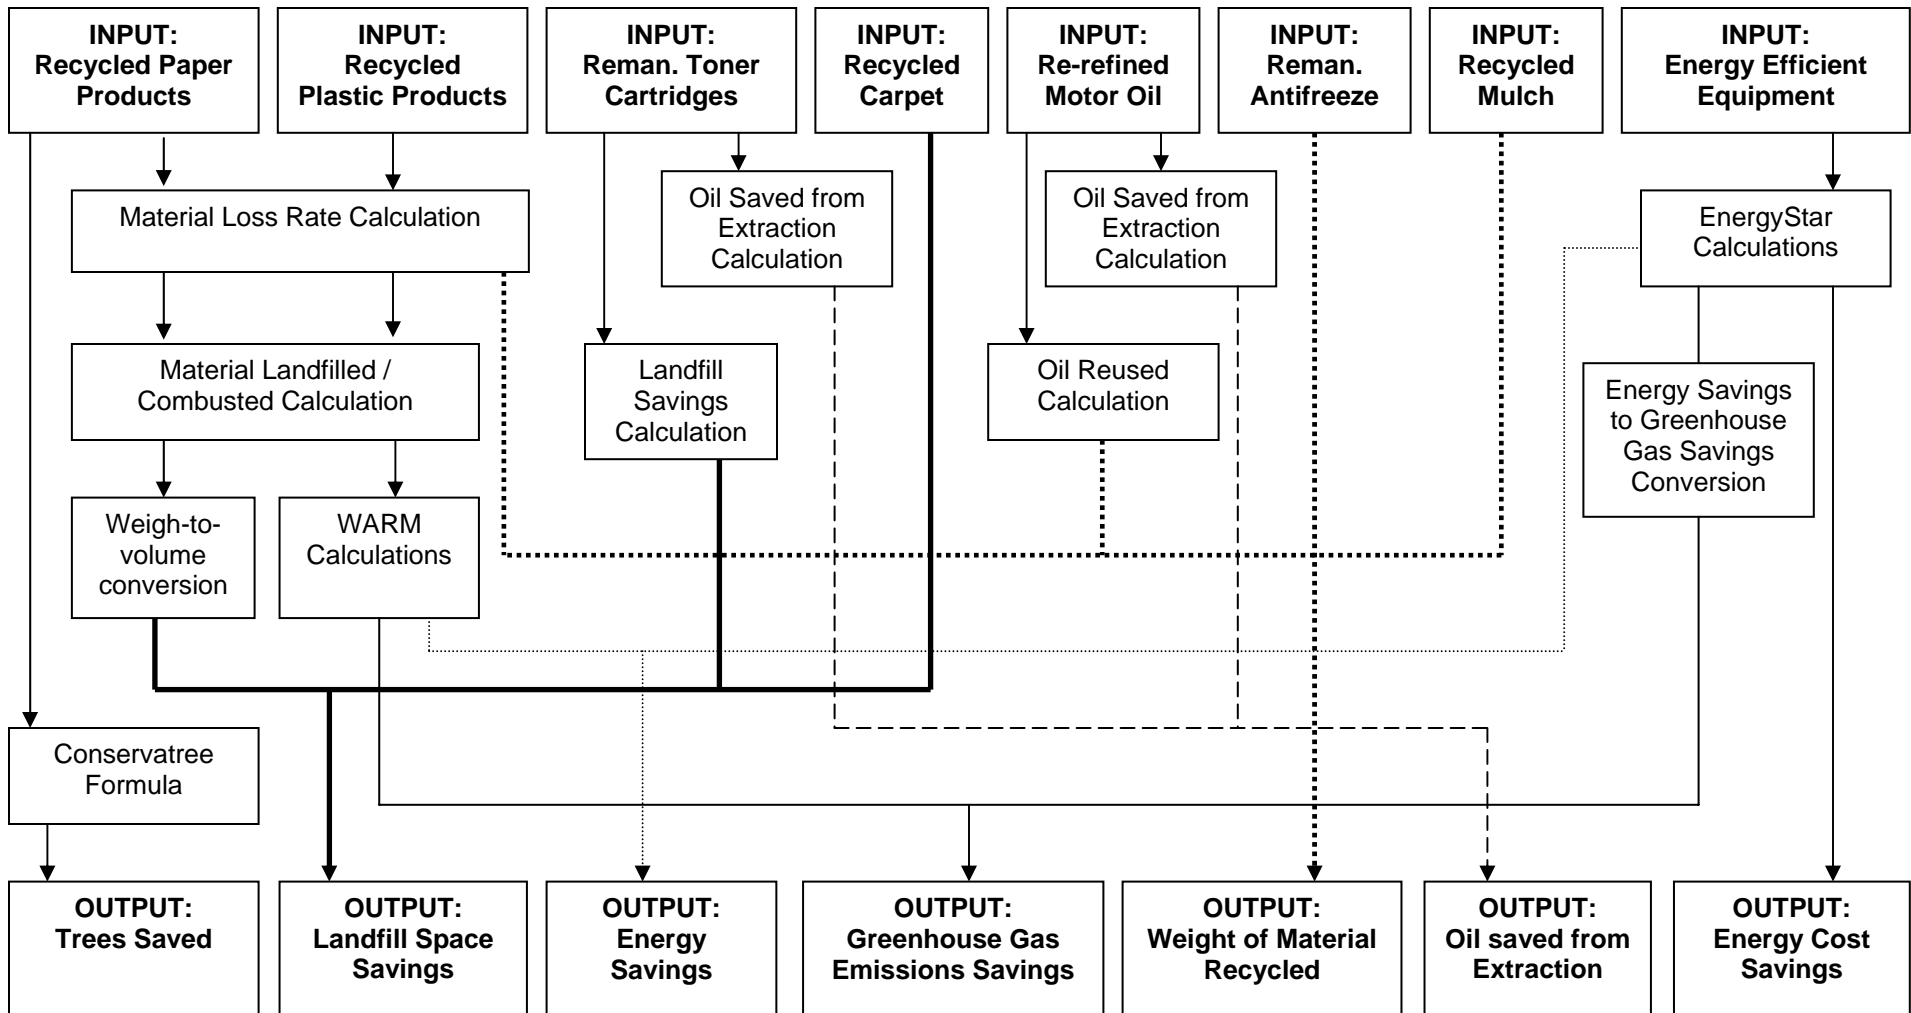 INPUT:
Recycled Paper
Products
INPUT:
Recycled
Plastic Products
INPUT:
Reman. Toner
Cartridges
INPUT:
Recycled
Carpet
INPUT:
Re-refined
Motor Oil
INPUT:
Reman.
Antifreeze
INPUT:
Recycled
Mulch
INPUT:
Energy Efficient
Equipment
Material Loss Rate Calculation
Oil Saved from
Extraction
Calculation
Oil Saved from
Extraction
Calculation
EnergyStar
Calculations
Material Landfilled /
Combusted Calculation
Landfill
Savings
Calculation
Oil Reused
Calculation
Energy Savings
to Greenhouse
Gas Savings
Conversion
Weigh-to-
volume
conversion
WARM
Calculations
Conservatree
Formula
OUTPUT:
Trees Saved
OUTPUT:
Landfill Space
Savings
OUTPUT:
Energy
Savings
OUTPUT:
Greenhouse Gas
Emissions Savings
OUTPUT:
Weight of Material
Recycled
OUTPUT:
Oil saved from
Extraction
OUTPUT:
Energy Cost
Savings